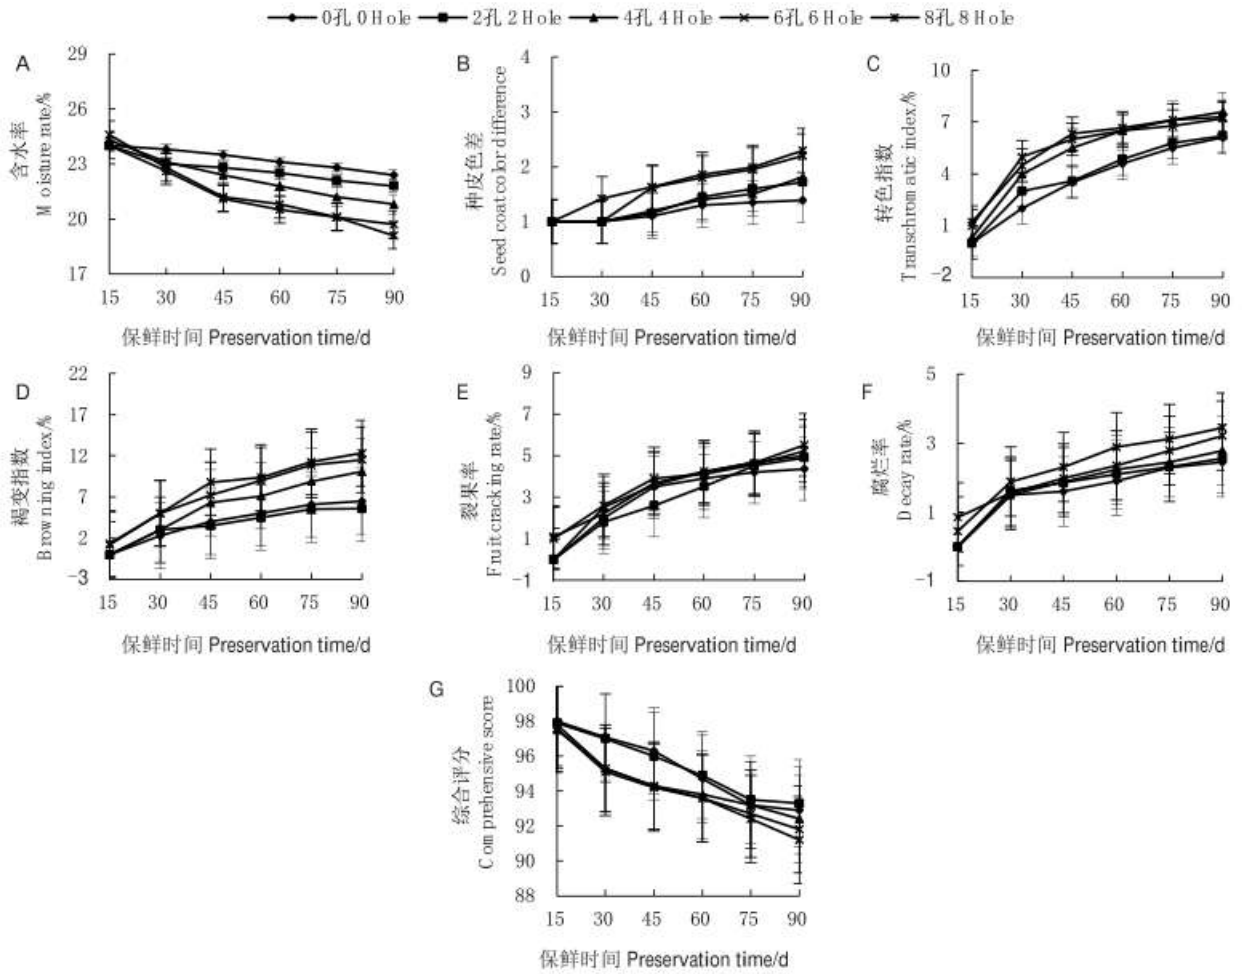 0孔 0 Hole 2孔 2 Hole 4孔 4 Hole 6孔 6 Hole 8孔 8 Hole
A
含水率
Moisture rate/%
29
26
23
20
17
15 30 45 60 75 90
保鲜时间 Preservation time/d
B
种皮色差
Seed coat color difference
4
3
2
1
0
15 30 45 60 75 90
保鲜时间 Preservation time/d
C
转色指数
Transchromatic index/%
10
7
4
1
-2
15 30 45 60 75 90
保鲜时间 Preservation time/d
D
褐变指数
Browning index/%
22
17
12
7
2
-3
15 30 45 60 75 90
保鲜时间 Preservation time/d
E
裂果率
Fruit cracking rate/%
9
7
5
3
1
-1
15 30 45 60 75 90
保鲜时间 Preservation time/d
F
腐烂率
Decay rate/%
5
3
1
-1
15 30 45 60 75 90
保鲜时间 Preservation time/d
G
综合评分
Comprehensive score
100
98
96
94
92
90
88
15 30 45 60 75 90
保鲜时间 Preservation time/d